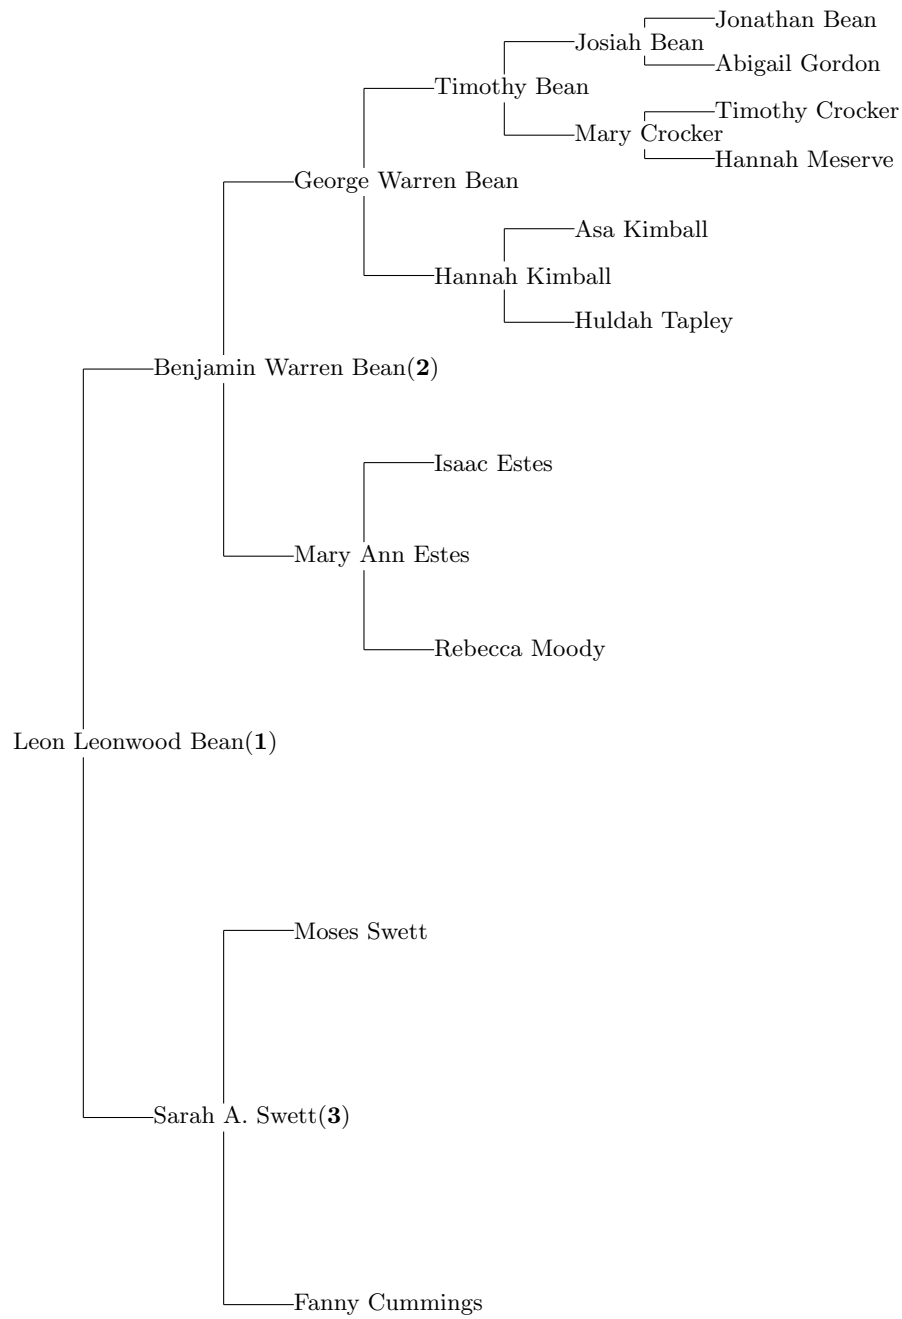 Jonathan Bean
Josiah Bean
Abigail Gordon
Timothy Bean
Timothy Crocker
Mary Crocker
Hannah Meserve
George Warren Bean
Asa Kimball
Hannah Kimball
Huldah Tapley
Benjamin Warren Bean(2)
Isaac Estes
Mary Ann Estes
Rebecca Moody
Leon Leonwood Bean(1)
Moses Swett
Sarah A. Swett(3)
Fanny Cummings